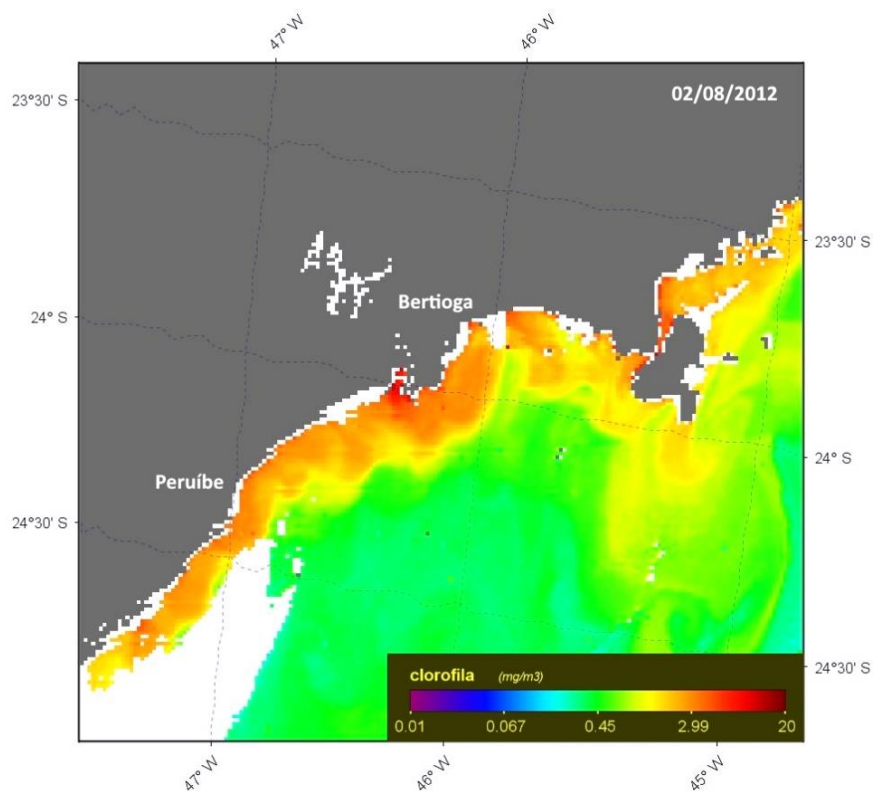 47° W
46° W
23°30' S
02/08/2012
23°30' S
Bertioga
24° S
24° S
Peruíbe
24°30' S
clorofila (mg/m3)
24°30' S
0.01 0.067 0.45 2.99 20
47° W
46° W
45° W